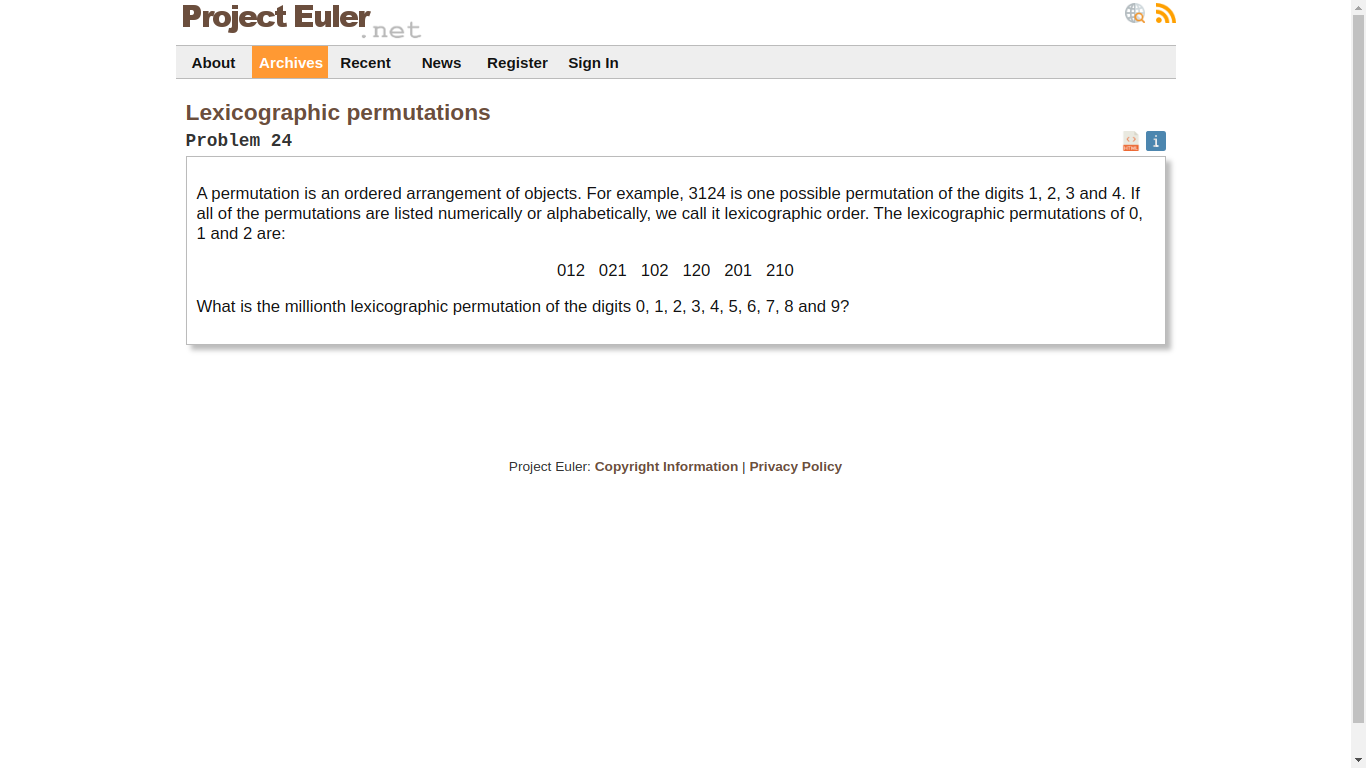 Project Euler
.net
About Archives Recent News Register Sign In
Lexicographic permutations
Problem 24
HTML
i
A permutation is an ordered arrangement of objects. For example, 3124 is one possible permutation of the digits 1, 2, 3 and 4. If
all of the permutations are listed numerically or alphabetically, we call it lexicographic order. The lexicographic permutations of 0,
1 and 2 are:
012 021 102 120 201 210
What is the millionth lexicographic permutation of the digits 0, 1, 2, 3, 4, 5, 6, 7, 8 and 9?
Project Euler: Copyright Information | Privacy Policy